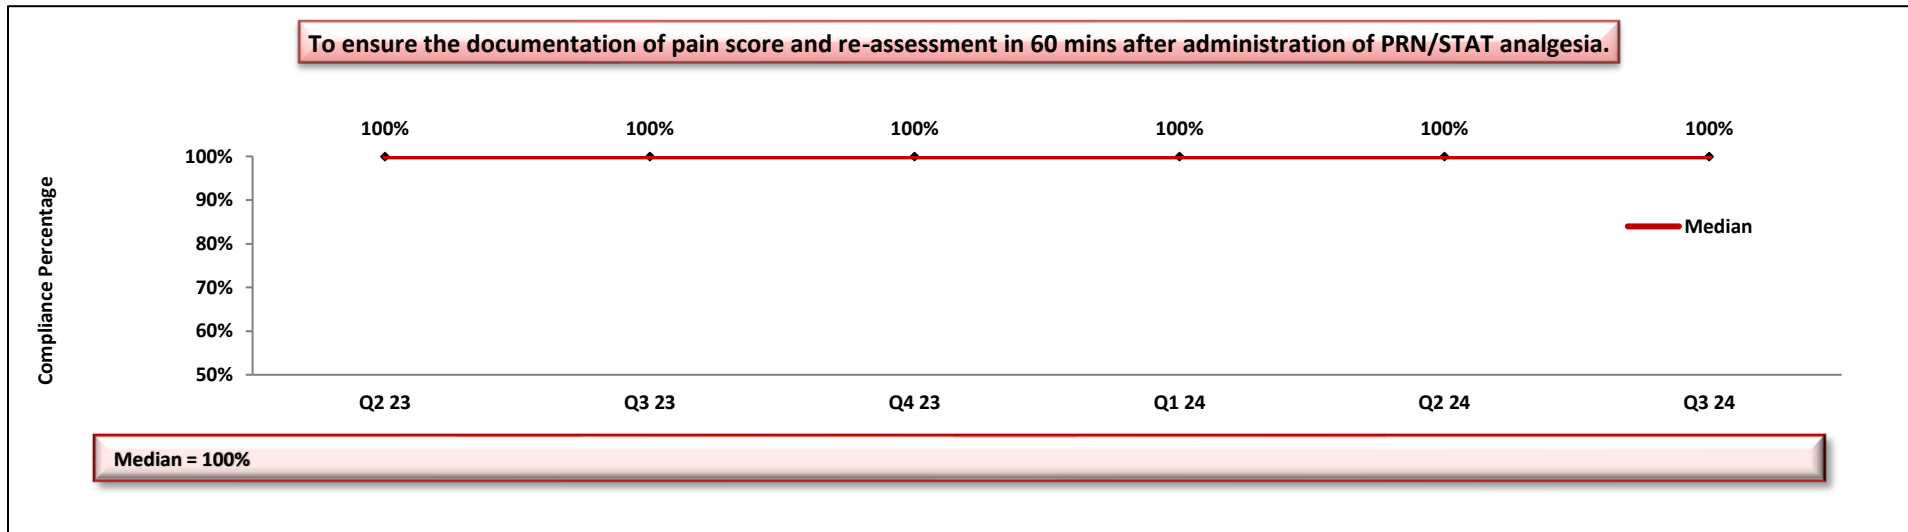 To ensure the documentation of pain score and re-assessment in 60 mins after administration of PRN/STAT analgesia.
100% 100% 100% 100% 100% 100%
Compliance Percentage
100%
90%
80%
70%
60%
50%
Median
Q2 23 Q3 23 Q4 23 Q1 24 Q2 24 Q3 24
Median = 100%